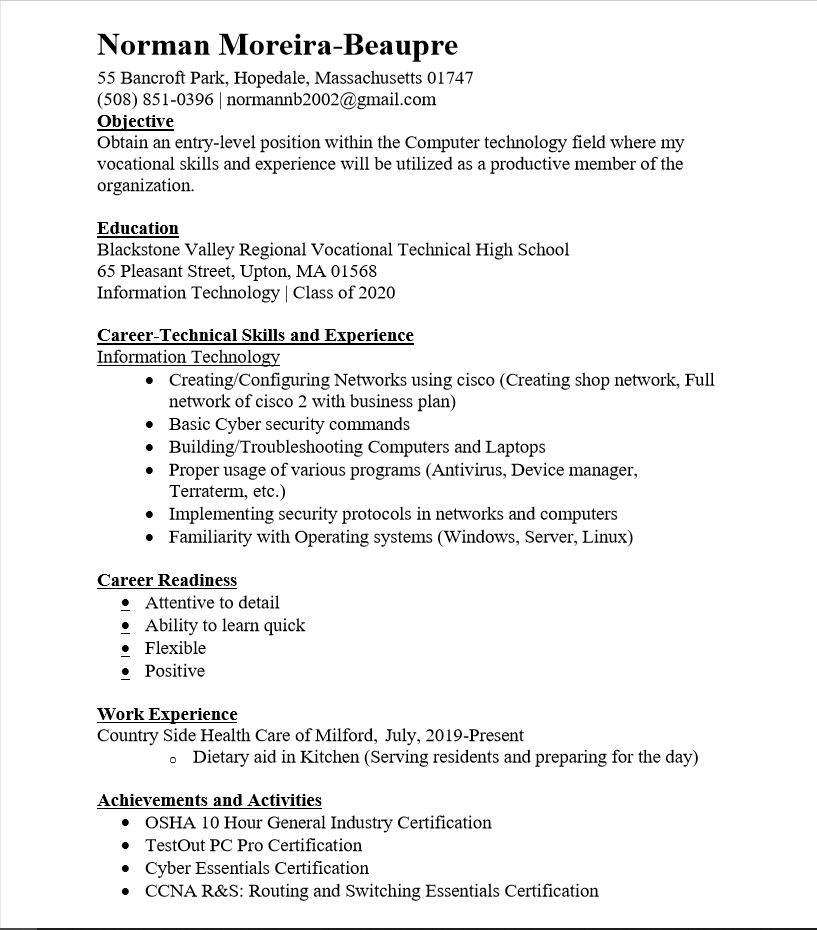 Norman Moreira-Beaupre
55 Bancroft Park, Hopedale, Massachusetts 01747
(508) 851-0396 | normannb2002@gmail.com
Objective
Obtain an entry-level position within the Computer technology field where my
vocational skills and experience will be utilized as a productive member of the
organization.
Education
Blackstone Valley Regional Vocational Technical High School
65 Pleasant Street, Upton, MA 01568
Information Technology | Class of 2020
Career-Technical Skills and Experience
Information Technology
• Creating/Configuring Networks using cisco (Creating shop network, Full
network of cisco 2 with business plan)
• Basic Cyber security commands
• Building/Troubleshooting Computers and Laptops
• Proper usage of various programs (Antivirus, Device manager,
Terraterm, etc.)
• Implementing security protocols in networks and computers
• Familiarity with Operating systems (Windows, Server, Linux)
Career Readiness
• Attentive to detail
• Ability to learn quick
• Flexible
• Positive
Work Experience
Country Side Health Care of Milford, July, 2019-Present
o Dietary aid in Kitchen (Serving residents and preparing for the day)
Achievements and Activities
• OSHA 10 Hour General Industry Certification
• TestOut PC Pro Certification
• Cyber Essentials Certification
• CCNA R&S: Routing and Switching Essentials Certification